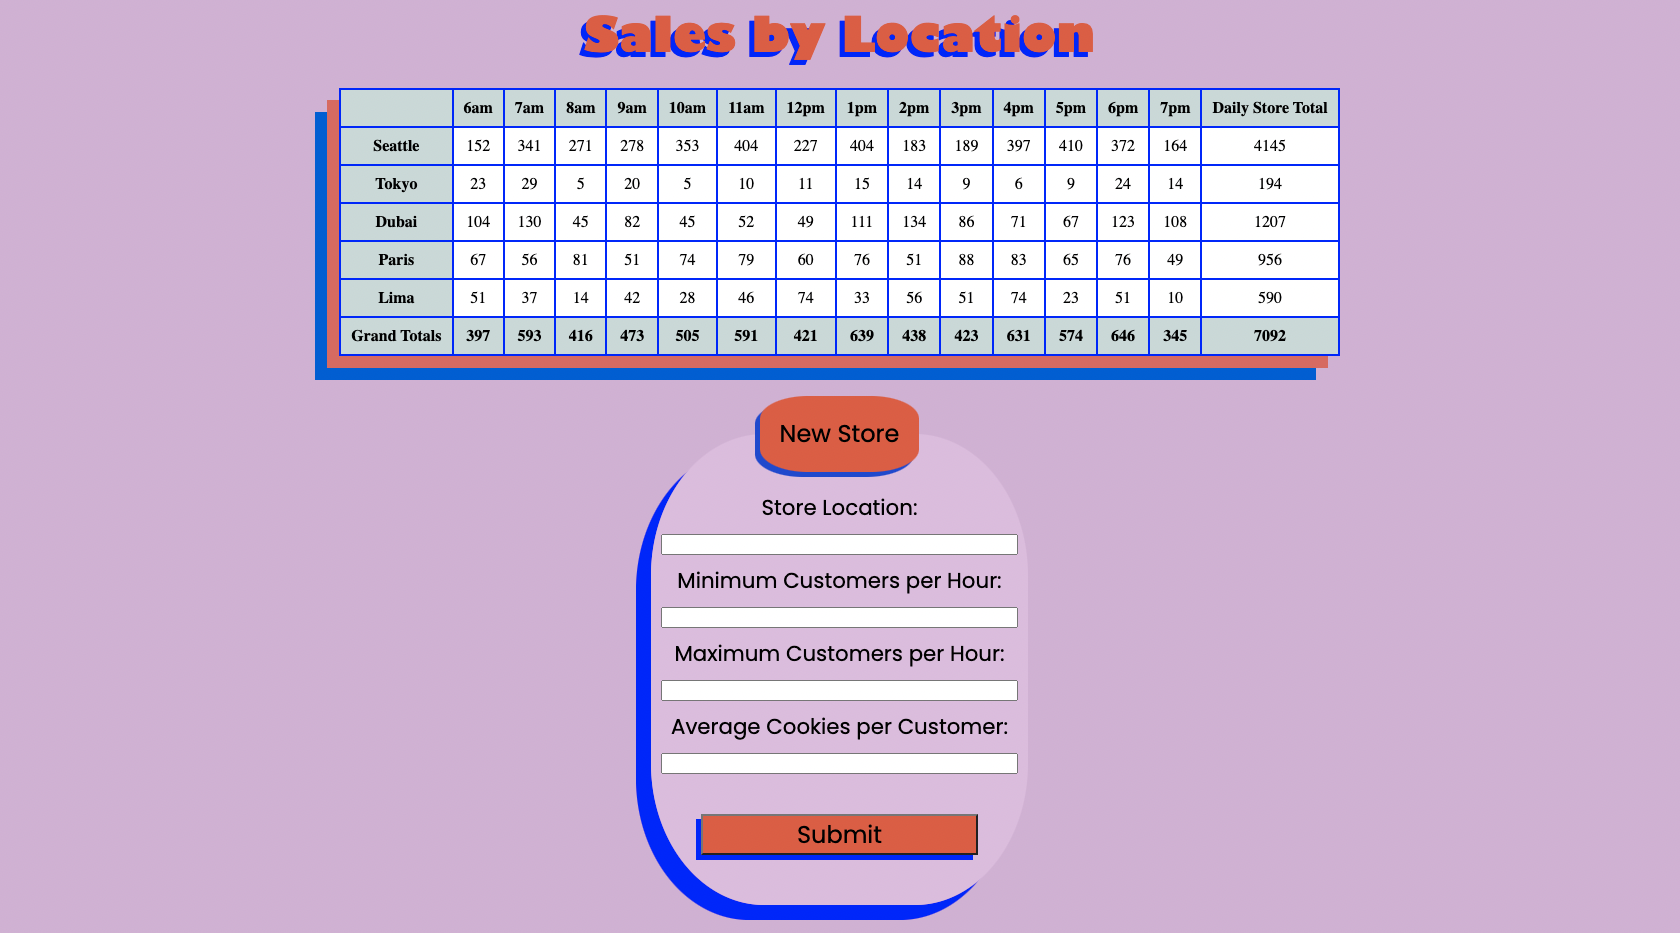 Sales by Location
6am 7am 8am 9am 10am 11am 12pm 1pm 2pm 3pm 4pm 5pm 6pm 7pm Daily Store Total
Seattle 152 341 271 278 353 404 227 404 183 189 397 410 372 164 4145
Tokyo 23 29 5 20 5 10 11 15 14 9 6 9 24 14 194
Dubai 104 130 45 82 45 52 49 111 134 86 71 67 123 108 1207
Paris 67 56 81 51 74 79 60 76 51 88 83 65 76 49 956
Lima 51 37 14 42 28 46 74 33 56 51 74 23 51 10 590
Grand Totals 397 593 416 473 505 591 421 639 438 423 631 574 646 345 7092
New Store
Store Location:
Minimum Customers per Hour:
Maximum Customers per Hour:
Average Cookies per Customer:
Submit